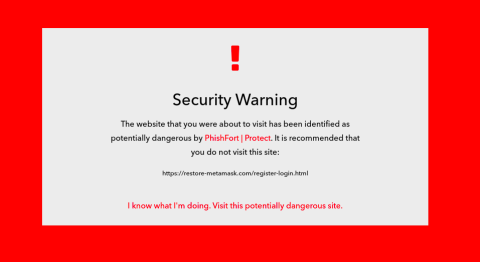 !
Security Warning
The website that you were about to visit has been identified as
potentially dangerous by PhishFort | Protect. It is recommended that
you do not visit this site:
https://restore-metamask.com/register-login.html
I know what I'm doing. Visit this potentially dangerous site.